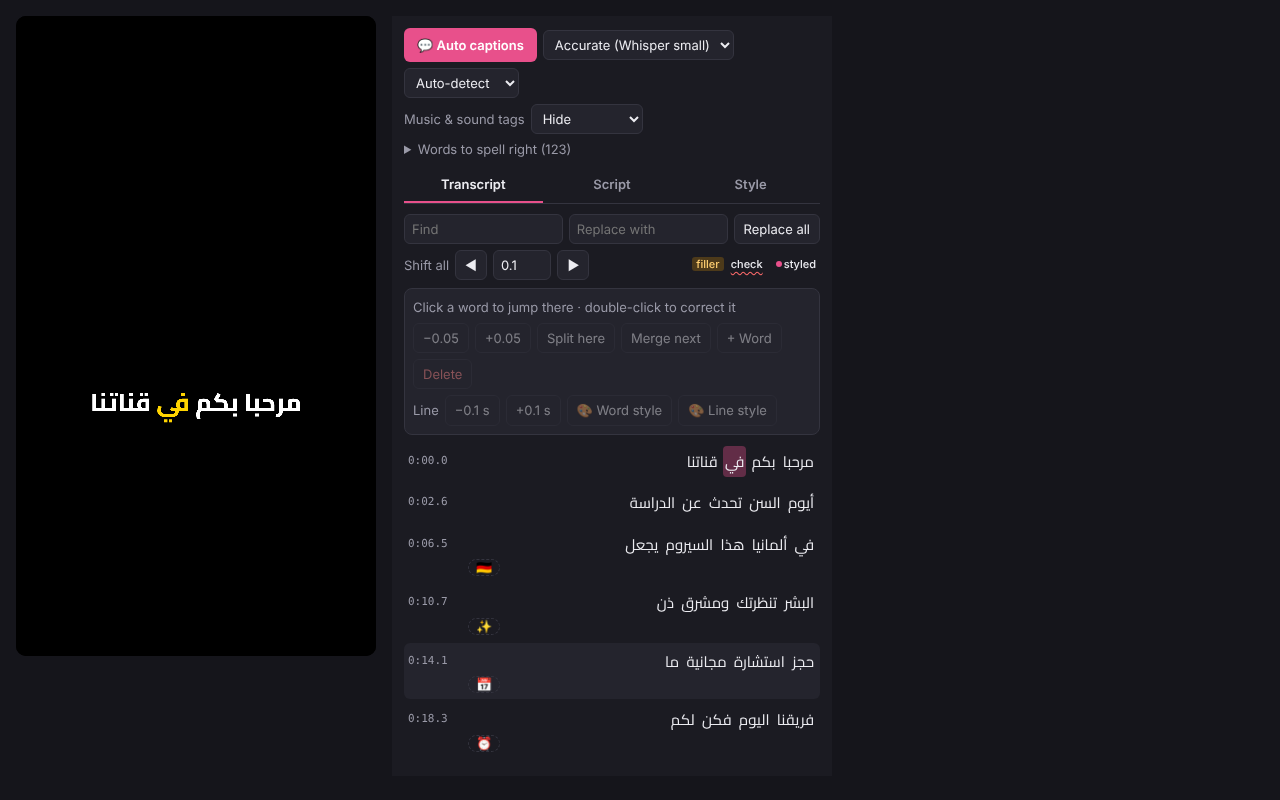 مرحبا بكم في قناتنا
💬 Auto captions
Accurate (Whisper small)
Auto-detect
Music & sound tags
Hide
Words to spell right (123)
Transcript
Script
Style
Find
Replace with
Replace all
Shift all
◀
0.1
▶
filler
check
styled
Click a word to jump there · double-click to correct it
−0.05
+0.05
Split here
Merge next
+ Word
Delete
Line
−0.1 s
+0.1 s
🎨 Word style
🎨 Line style
0:00.0
مرحبا بكم في قناتنا
0:02.6
أيوم السن تحدث عن الدراسة
0:06.5
في ألمانيا هذا السيروم يجعل
0:10.7
البشر تنظرتك ومشرق ذن
0:14.1
حجز استشارة مجانية ما
0:18.3
فريقنا اليوم فكن لكم